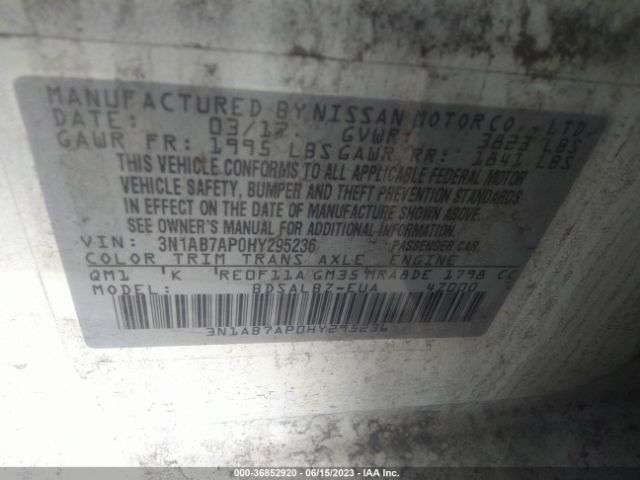 MANUFACTURED BY NISSAN MOTOR CO., LTD.
DATE: 03/17 GVWR: 3823 LBS
GAWR FR: 1995 LBS GAWR RR: 1841 LBS
THIS VEHICLE CONFORMS TO ALL APPLICABLE FEDERAL MOTOR
VEHICLE SAFETY, BUMPER AND THEFT PREVENTION STANDARDS
IN EFFECT ON THE DATE OF MANUFACTURE SHOWN ABOVE.
SEE OWNER'S MANUAL FOR ADDITIONAL INFORMATION.
VIN: 3N1AB7AP0HY295236 PASSENGER CAR
COLOR TRIM TRANS AXLE ENGINE
QM1 K RE0F11A GM35 MRA8DE 1798 CC
MODEL: BDSALB7-EUA 4Z000
3N1AB7AP0HY295236
000-36852920 - 06/15/2023 - IAA Inc.